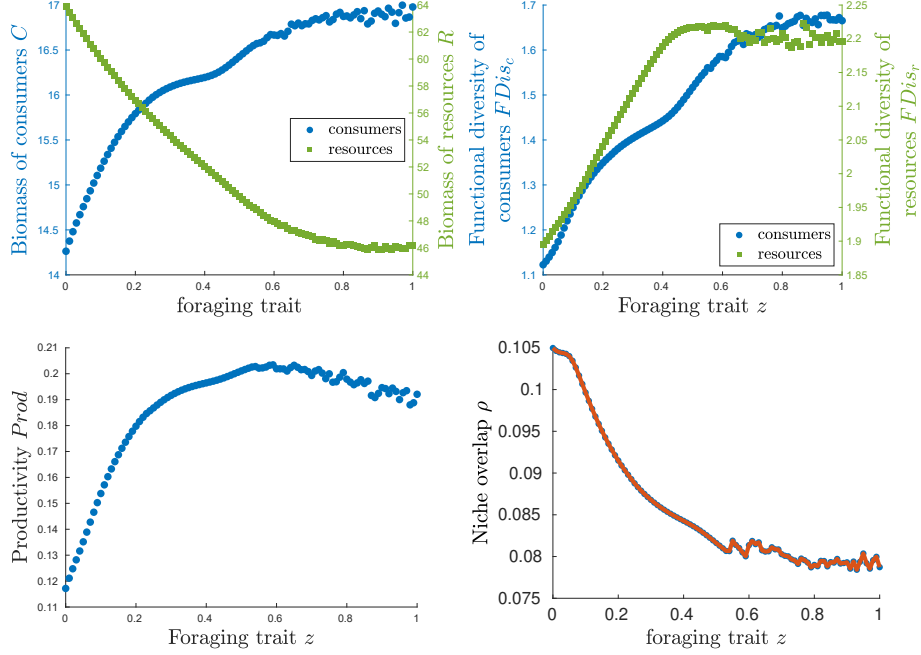 17
16.5
16
15.5
15
14.5
14
Biomass of consumers C
64
62
60
58
56
54
52
50
48
46
44
Biomass of resources R
consumers
resources
0 0.2 0.4 0.6 0.8 1
foraging trait
1.7
1.6
1.5
1.4
1.3
1.2
1.1
Functional diversity of
consumers FDis_c
2.25
2.2
2.15
2.1
2.05
2
1.95
1.9
1.85
Functional diversity of
resources FDis_r
consumers
resources
0 0.2 0.4 0.6 0.8 1
Foraging trait z
0.21
0.2
0.19
0.18
0.17
0.16
0.15
0.14
0.13
0.12
0.11
Productivity Prod
0 0.2 0.4 0.6 0.8 1
Foraging trait z
0.105
0.1
0.095
0.09
0.085
0.08
0.075
Niche overlap ρ
0 0.2 0.4 0.6 0.8 1
foraging trait z